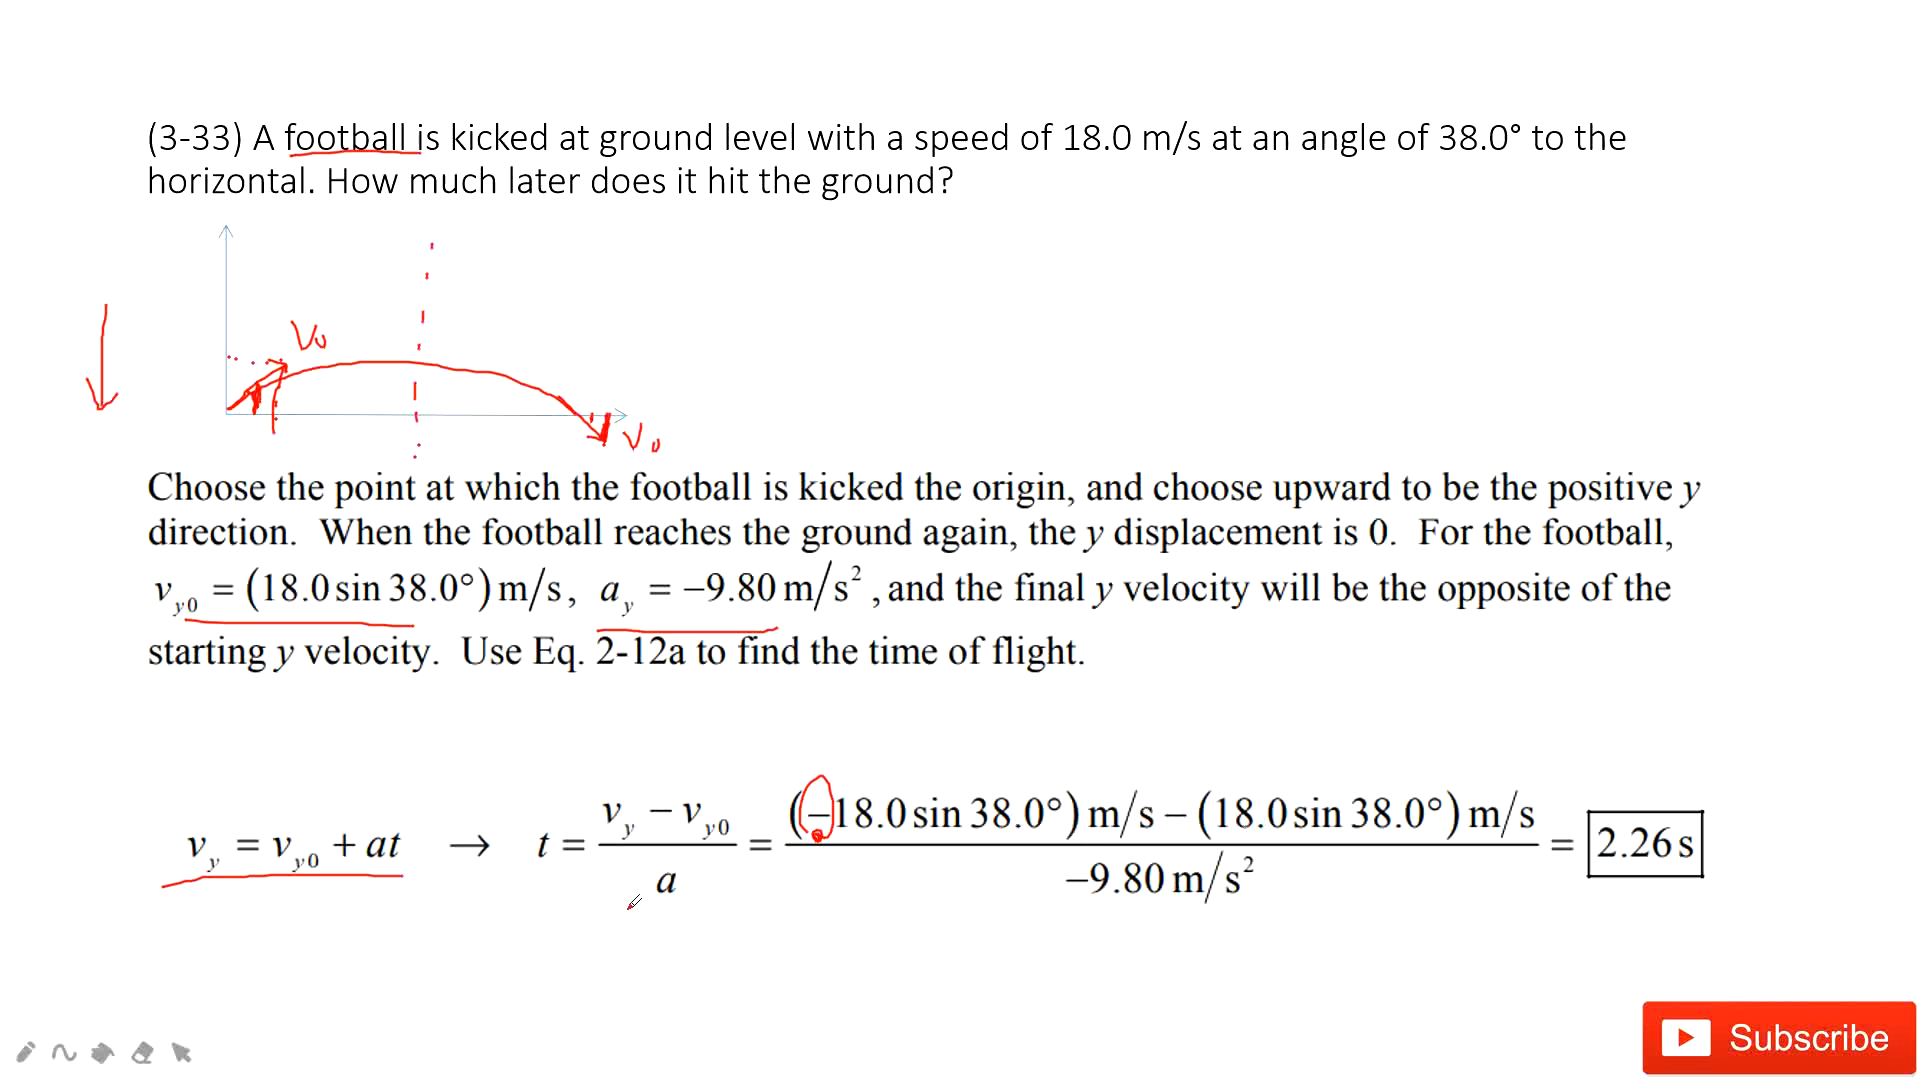 (3-33) A football is kicked at ground level with a speed of 18.0 m/s at an angle of 38.0° to the
horizontal. How much later does it hit the ground?
V₀
V₀
Choose the point at which the football is kicked the origin, and choose upward to be the positive y
direction. When the football reaches the ground again, the y displacement is 0. For the football,
v_y0 = (18.0 sin 38.0°) m/s, a_y = −9.80 m/s², and the final y velocity will be the opposite of the
starting y velocity. Use Eq. 2-12a to find the time of flight.
v_y = v_y0 + at → t = (v_y − v_y0)/a = ((−18.0 sin 38.0°) m/s − (18.0 sin 38.0°) m/s)/(−9.80 m/s²) = 2.26 s
Subscribe